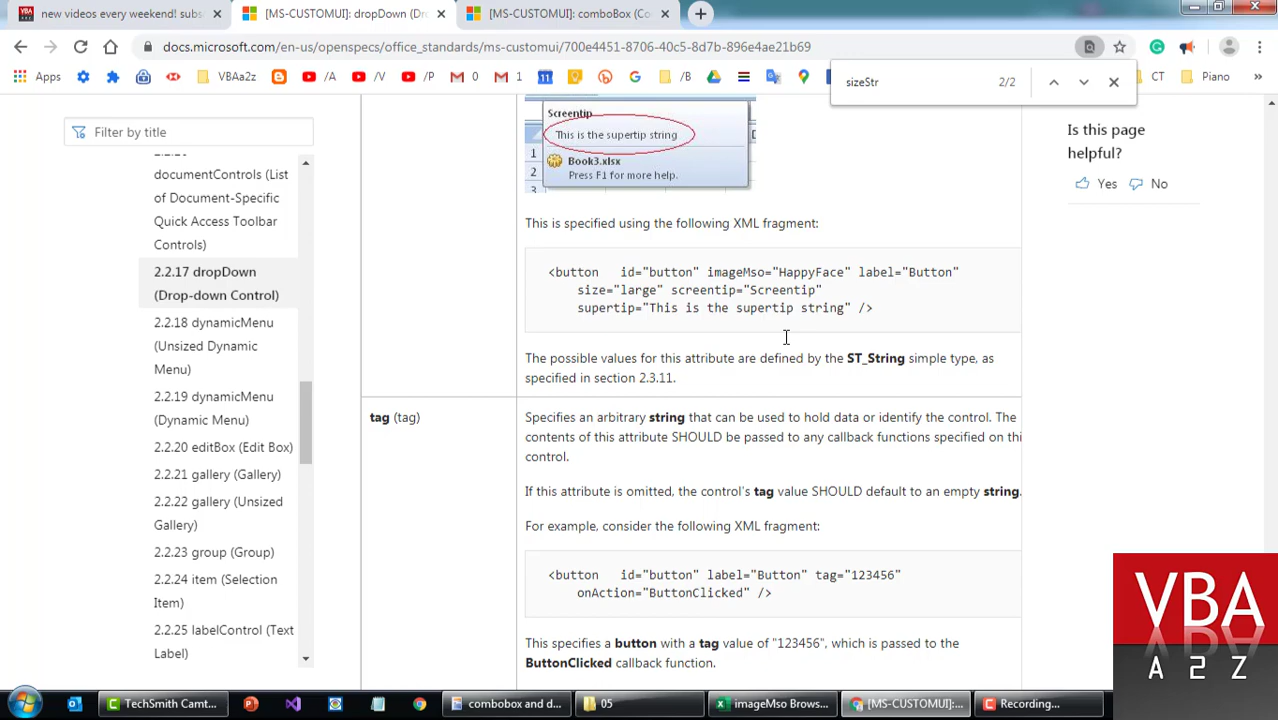 new videos every weekend! subs
[MS-CUSTOMUI]: dropDown (Dro
[MS-CUSTOMUI]: comboBox (Co
docs.microsoft.com/en-us/openspecs/office_standards/ms-customui/700e4451-8706-40c5-8d7b-896e4ae21b69
Apps
VBAa2z
/A
/V
/P
0
1
/B
CT
Piano
sizeStr
2/2
Filter by title
documentControls (List
of Document-Specific
Quick Access Toolbar
Controls)
2.2.17 dropDown
(Drop-down Control)
2.2.18 dynamicMenu
(Unsized Dynamic
Menu)
2.2.19 dynamicMenu
(Dynamic Menu)
2.2.20 editBox (Edit Box)
2.2.21 gallery (Gallery)
2.2.22 gallery (Unsized
Gallery)
2.2.23 group (Group)
2.2.24 item (Selection
Item)
2.2.25 labelControl (Text
Label)
Screentip
This is the supertip string
1
2
3
Book3.xlsx
Press F1 for more help.
This is specified using the following XML fragment:
<button   id="button" imageMso="HappyFace" label="Button"
size="large" screentip="Screentip"
supertip="This is the supertip string" />
The possible values for this attribute are defined by the ST_String simple type, as
specified in section 2.3.11.
tag (tag)
Specifies an arbitrary string that can be used to hold data or identify the control. The
contents of this attribute SHOULD be passed to any callback functions specified on thi
control.
If this attribute is omitted, the control's tag value SHOULD default to an empty string.
For example, consider the following XML fragment:
<button   id="button" label="Button" tag="123456"
onAction="ButtonClicked" />
This specifies a button with a tag value of "123456", which is passed to the
ButtonClicked callback function.
Is this page
helpful?
Yes
No
VBA
A2Z
TechSmith Camt...
combobox and d...
05
imageMso Brows...
[MS-CUSTOMUI]:...
Recording...